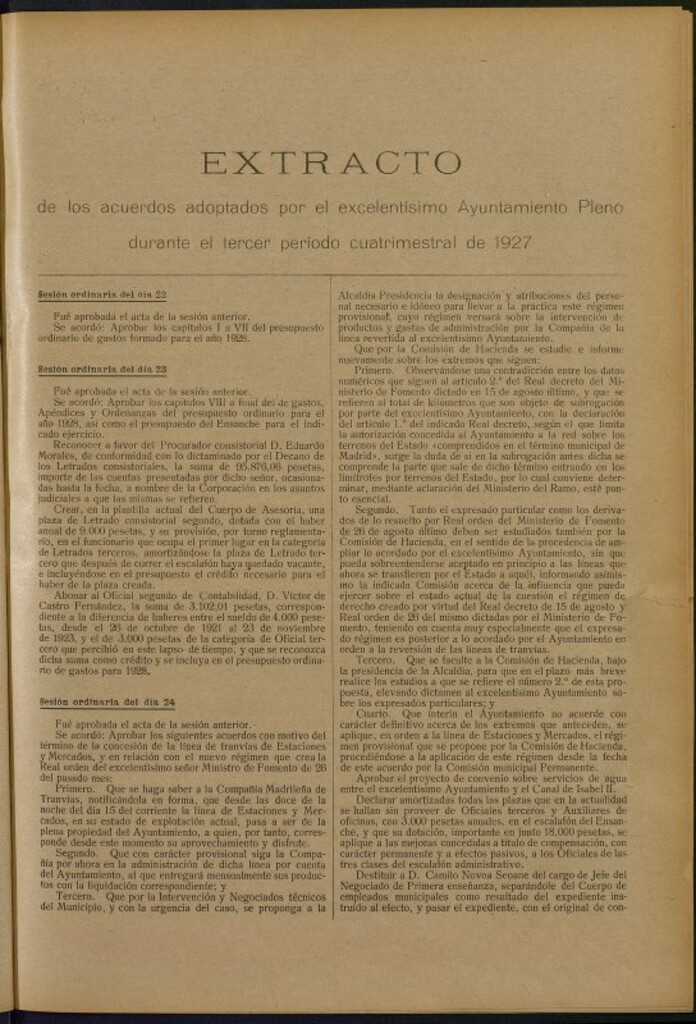 EXTRACTO
de los acuerdos adoptados por el excelentísimo Ayuntamiento Pleno
durante el tercer período cuatrimestral de 1927
Sesión ordinaria del día 22
Fué aprobada el acta de la sesión anterior.
Se acordó: Aprobar los capítulos I a VII del presupuesto
ordinario de gastos formado para el año 1928.
Sesión ordinaria del día 23
Fué aprobada el acta de la sesión anterior.
Se acordó: Aprobar los capítulos VIII a final del de gastos,
Apéndices y Ordenanzas del presupuesto ordinario para el
año 1928, así como el presupuesto del Ensanche para el indi-
cado ejercicio.
Reconocer a favor del Procurador consistorial D. Eduardo
Morales, de conformidad con lo dictaminado por el Decano de
los Letrados consistoriales, la suma de 95.876,06 pesetas,
importe de las cuentas presentadas por dicho señor, ocasiona-
das hasta la fecha, a nombre de la Corporación en los asuntos
judiciales a que las mismas se refieren.
Crear, en la plantilla actual del Cuerpo de Asesoría, una
plaza de Letrado consistorial segundo, dotada con el haber
anual de 9.000 pesetas, y su provisión, por turno reglamenta-
rio, en el funcionario que ocupa el primer lugar en la categoría
de Letrados terceros, amortizándose la plaza de Letrado ter-
cero que después de correr el escalafón haya quedado vacante,
e incluyéndose en el presupuesto el crédito necesario para el
haber de la plaza creada.
Abonar al Oficial segundo de Contabilidad, D. Víctor de
Castro Fernández, la suma de 3.102,01 pesetas, correspon-
diente a la diferencia de haberes entre el sueldo de 4.000 pese-
tas, desde el 26 de octubre de 1921 al 23 de noviembre
de 1923, y el de 3.000 pesetas de la categoría de Oficial ter-
cero que percibió en este lapso de tiempo, y que se reconozca
dicha suma como crédito y se incluya en el presupuesto ordina-
rio de gastos para 1928.
Sesión ordinaria del día 24
Fué aprobada el acta de la sesión anterior.
Se acordó: Aprobar los siguientes acuerdos con motivo del
término de la concesión de la línea de tranvías de Estaciones
y Mercados, y en relación con el nuevo régimen que crea la
Real orden del excelentísimo señor Ministro de Fomento de 26
del pasado mes:
Primero. Que se haga saber a la Compañía Madrileña de
Tranvías, notificándola en forma, que desde las doce de la
noche del día 15 del corriente la línea de Estaciones y Mer-
cados, en su estado de explotación actual, pasa a ser de la
plena propiedad del Ayuntamiento, a quien, por tanto, corres-
ponde desde este momento su aprovechamiento y disfrute.
Segundo. Que con carácter provisional siga la Compa-
ñía por ahora en la administración de dicha línea por cuenta
del Ayuntamiento, al que entregará mensualmente sus produc-
tos con la liquidación correspondiente; y
Tercero. Que por la Intervención y Negociados técnicos
del Municipio, y con la urgencia del caso, se proponga a la
Alcaldía Presidencia la designación y atribuciones del perso-
nal necesario e idóneo para llevar a la práctica este régimen
provisional, cuyo régimen versará sobre la intervención de
productos y gastos de administración por la Compañía de la
línea revertida al excelentísimo Ayuntamiento.
Que por la Comisión de Hacienda se estudie e informe
nuevamente sobre los extremos que siguen:
Primero. Observándose una contradicción entre los datos
numéricos que siguen al artículo 2.º del Real decreto del Mi-
nisterio de Fomento dictado en 15 de agosto último, y que se
refieren al total de kilómetros que son objeto de subrogación
por parte del excelentísimo Ayuntamiento, con la declaración
del artículo 1.º del indicado Real decreto, según el que limita
la autorización concedida al Ayuntamiento a la red sobre los
terrenos del Estado «comprendidos en el término municipal de
Madrid», surge la duda de si en la subrogación antes dicha se
comprende la parte que sale de dicho término entrando en los
limítrofes por terrenos del Estado, por lo cual conviene deter-
minar, mediante aclaración del Ministerio del Ramo, esté pun-
to esencial.
Segundo. Tanto el expresado particular como los deriva-
dos de lo resuelto por Real orden del Ministerio de Fomento
de 26 de agosto último deben ser estudiados también por la
Comisión de Hacienda, en el sentido de la procedencia de am-
pliar lo acordado por el excelentísimo Ayuntamiento, sin que
pueda sobreentenderse aceptado en principio a las líneas que
ahora se transfieren por el Estado a aquél, informando asimis-
mo la indicada Comisión acerca de la influencia que pueda
ejercer sobre el estado actual de la cuestión el régimen de
derecho creado por virtud del Real decreto de 15 de agosto y
Real orden de 26 del mismo dictadas por el Ministerio de Fo-
mento, teniendo en cuenta muy especialmente que el expresa-
do régimen es posterior a lo acordado por el Ayuntamiento en
orden a la reversión de las líneas de tranvías.
Tercero. Que se faculte a la Comisión de Hacienda, bajo
la presidencia de la Alcaldía, para que en el plazo más breve
realice los estudios a que se refiere el número 2.º de esta pro-
puesta, elevando dictamen al excelentísimo Ayuntamiento so-
bre los expresados particulares; y
Cuarto. Que ínterin el Ayuntamiento no acuerde con
carácter definitivo acerca de los extremos que anteceden, se
aplique, en orden a la línea de Estaciones y Mercados, el régi-
men provisional que se propone por la Comisión de Hacienda,
procediéndose a la aplicación de este régimen desde la fecha
de este acuerdo por la Comisión municipal Permanente.
Aprobar el proyecto de convenio sobre servicios de agua
entre el excelentísimo Ayuntamiento y el Canal de Isabel II.
Declarar amortizadas todas las plazas que en la actualidad
se hallan sin proveer de Oficiales terceros y Auxiliares de
oficinas, con 3.000 pesetas anuales, en el escalafón del Ensan-
che, y que su dotación, importante en junto 18.000 pesetas, se
aplique a las mejoras concedidas a título de compensación, con
carácter permanente y a efectos pasivos, a los Oficiales de las
tres clases del escalafón administrativo.
Destituir a D. Camilo Novoa Seoane del cargo de Jefe del
Negociado de Primera enseñanza, separándole del Cuerpo de
empleados municipales como resultado del expediente ins-
truído al efecto, y pasar el expediente, con el original de con-